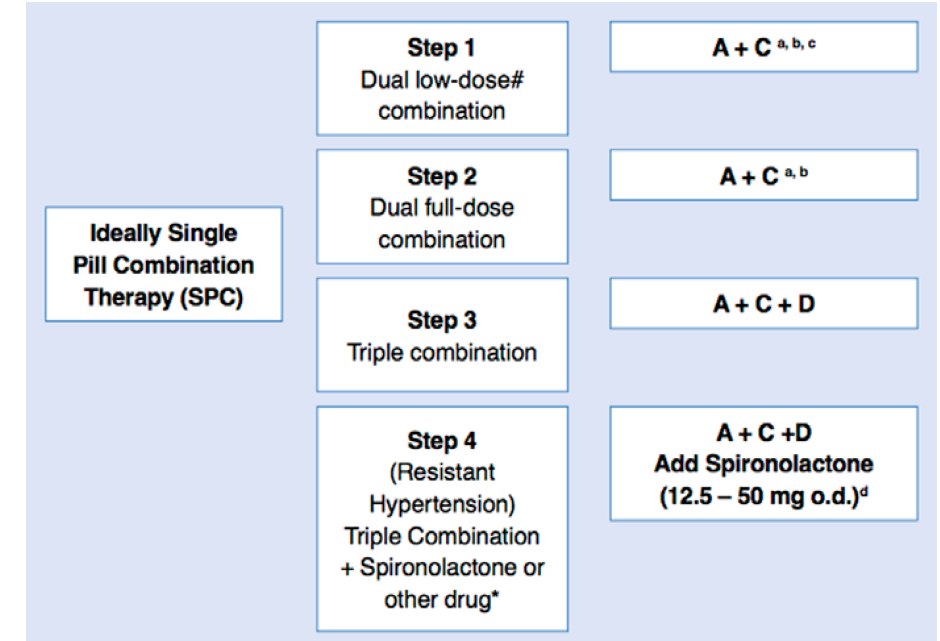 Ideally Single
Pill Combination
Therapy (SPC)
Step 1
Dual low-dose#
combination
A + C a, b, c
Step 2
Dual full-dose
combination
A + C a, b
Step 3
Triple combination
A + C + D
Step 4
(Resistant
Hypertension)
Triple Combination
+ Spironolactone or
other drug*
A + C +D
Add Spironolactone
(12.5 – 50 mg o.d.)d